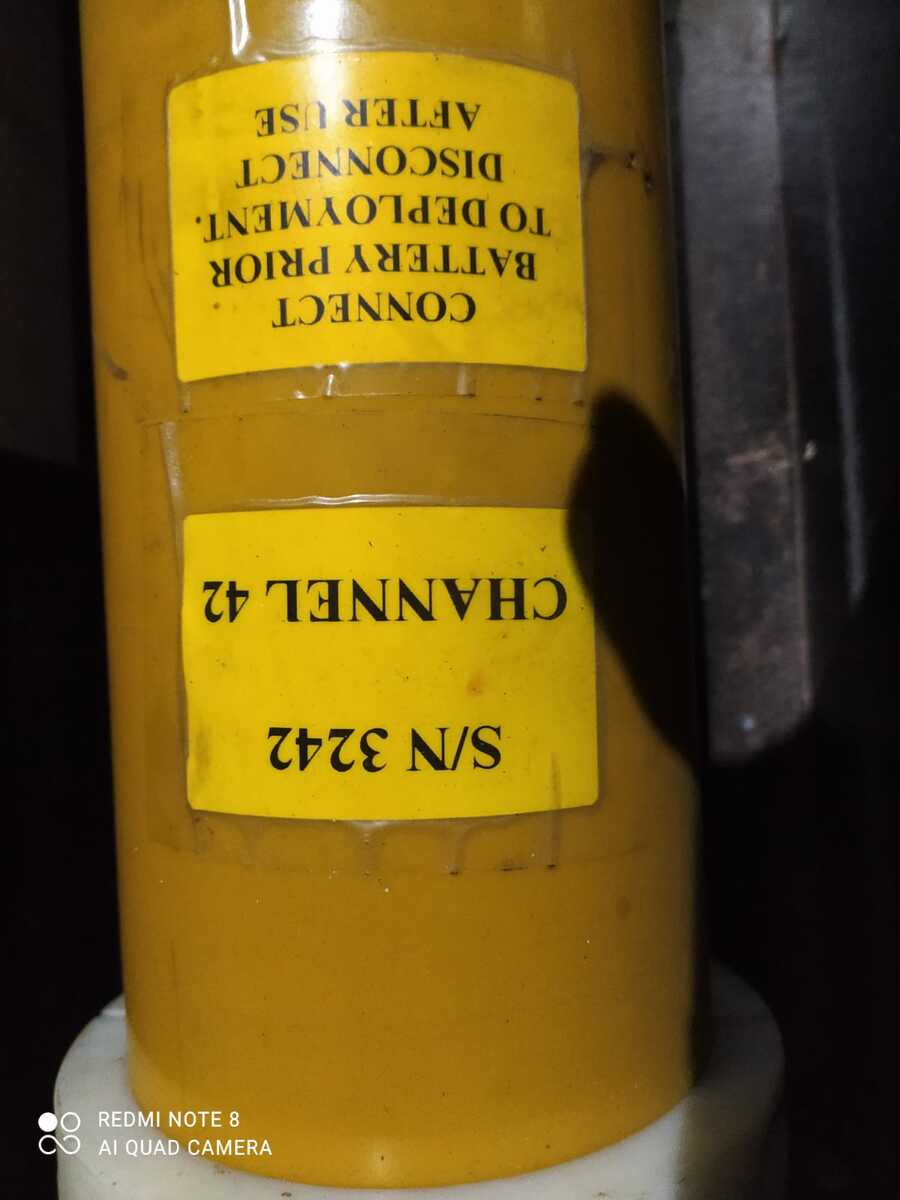 S/N 3242
CHANNEL 42
CONNECT
BATTERY PRIOR
TO DEPLOYMENT.
DISCONNECT
AFTER USE
REDMI NOTE 8
AI QUAD CAMERA